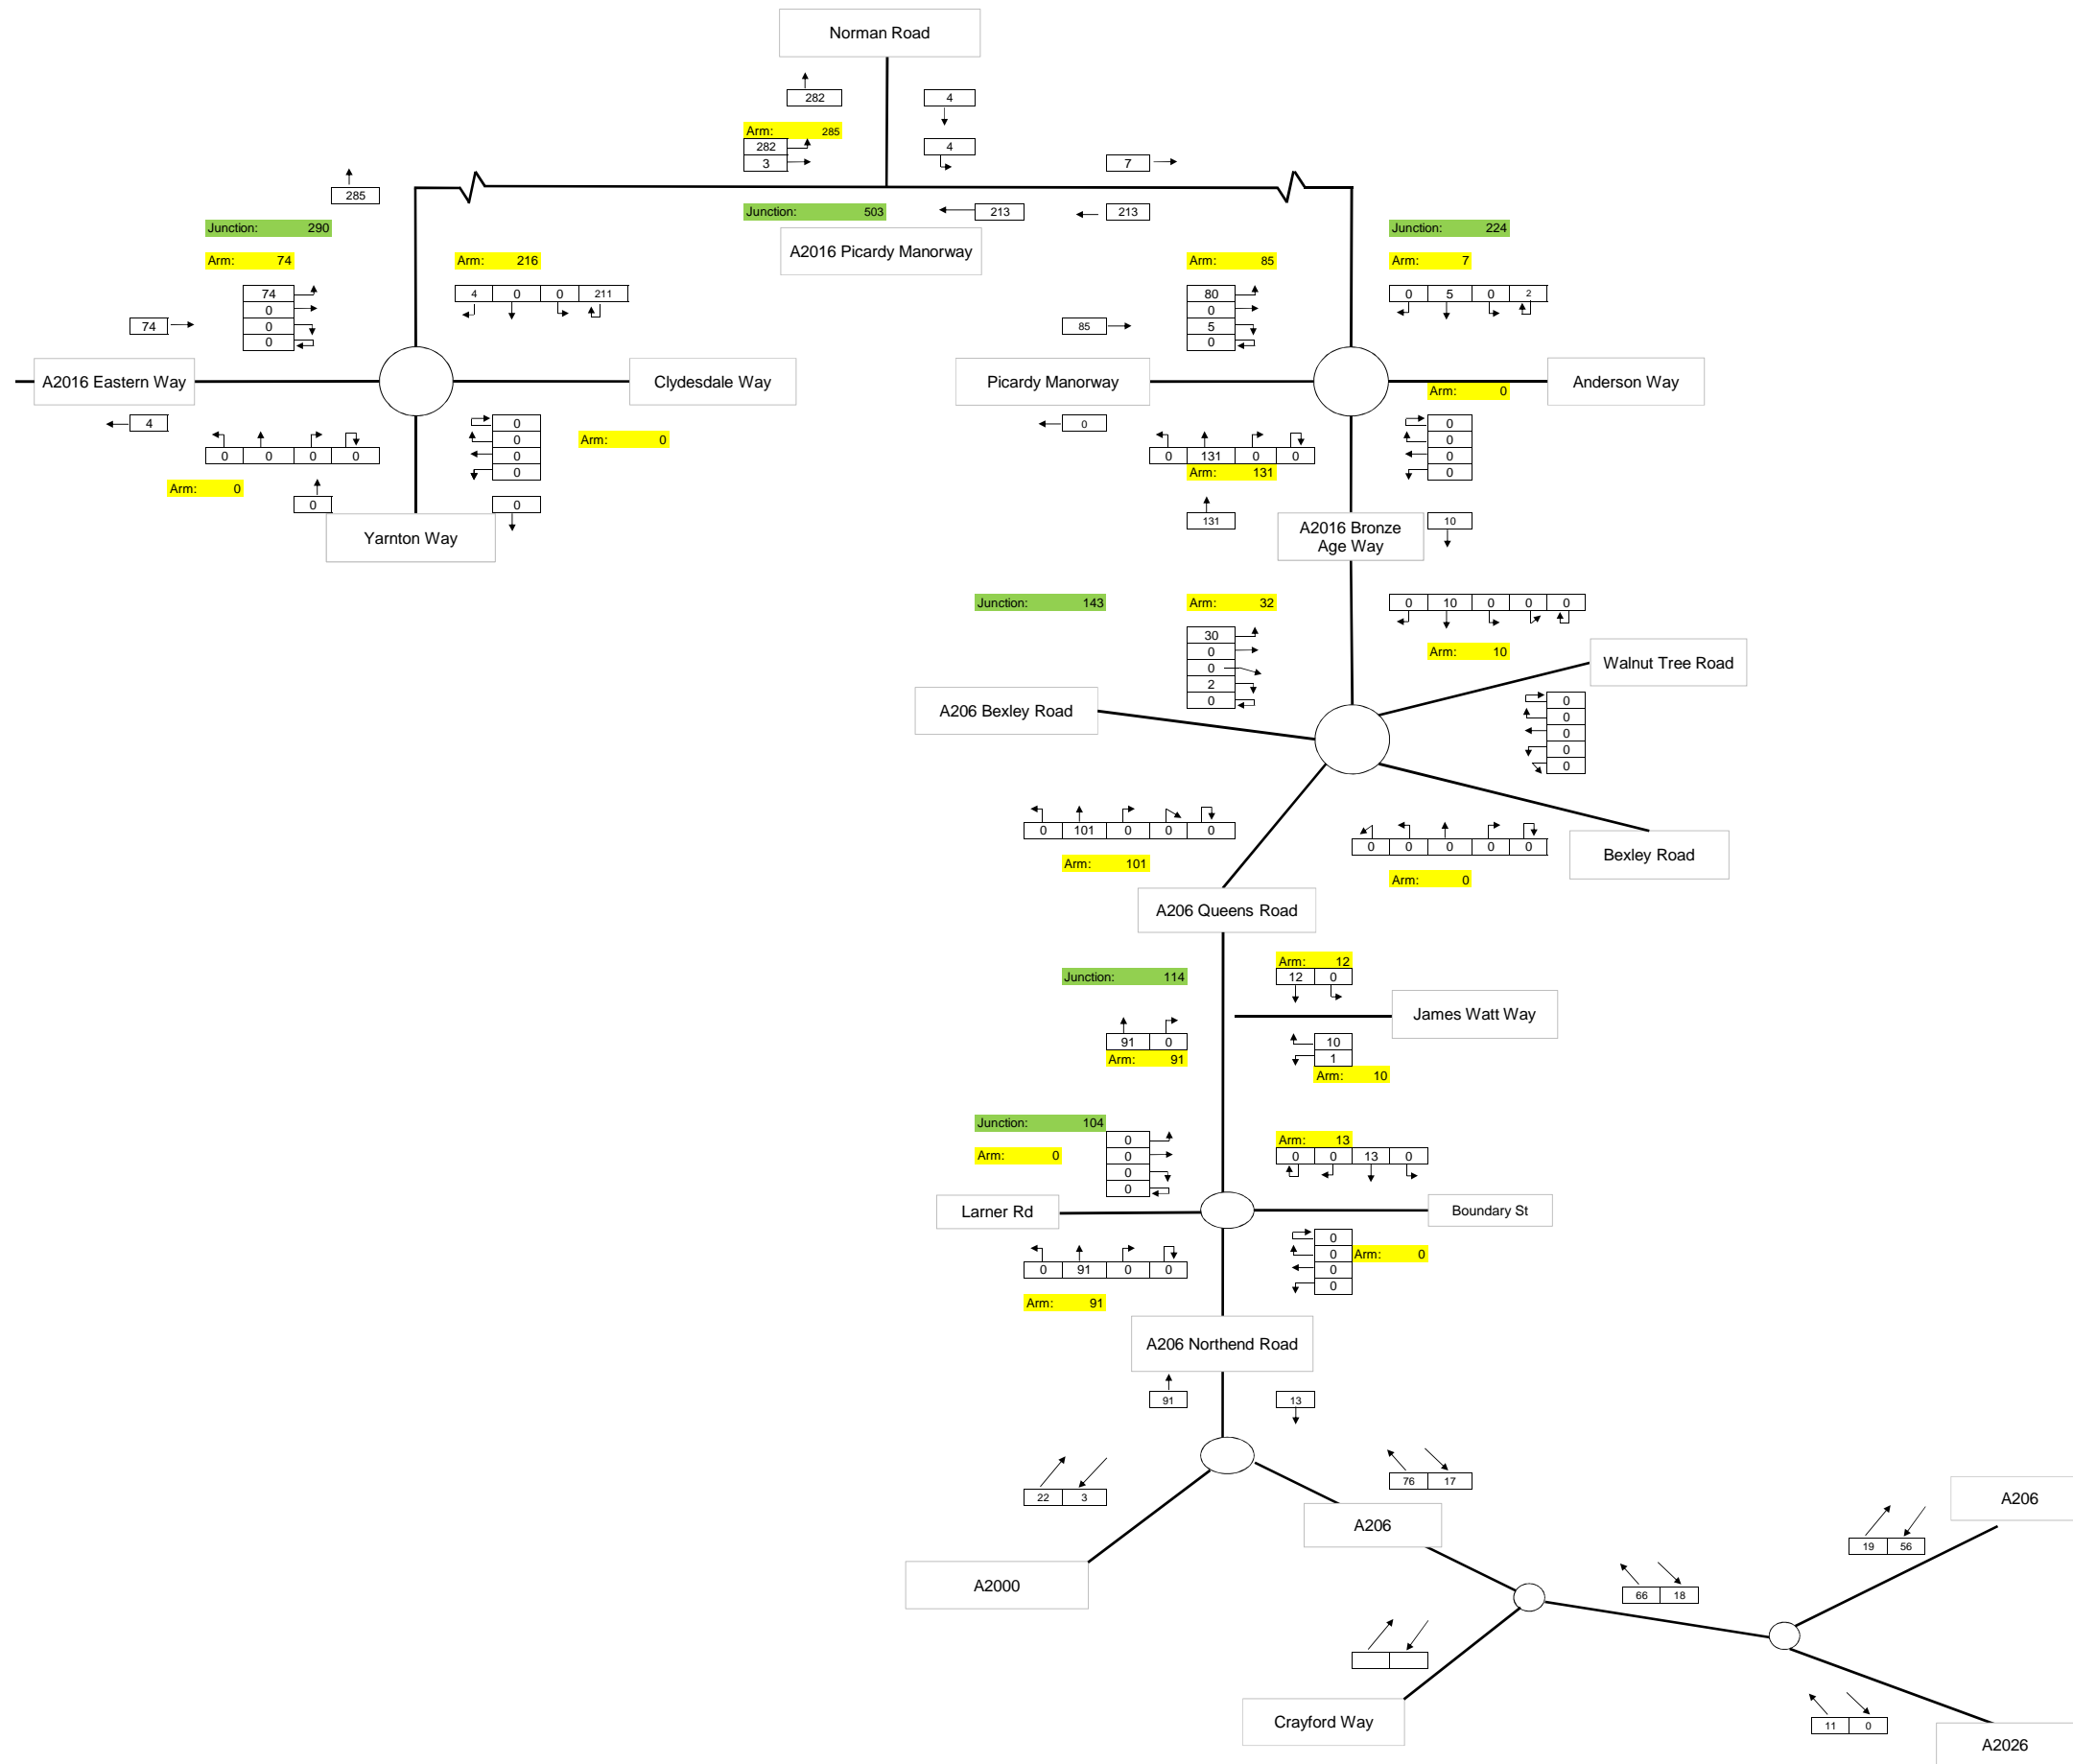 Norman Road
282
4
Arm: 285
282
3
4
7
285
Junction: 503
213
213
A2016 Picardy Manorway
Junction: 290
Arm: 74
Arm: 216
74
0
0
0
4 0 0 211
74
A2016 Eastern Way
Clydesdale Way
4
0 0 0 0
Arm: 0
0
0
0
0
0
Arm: 0
0
Yarnton Way
Junction: 224
Arm: 85
Arm: 7
80
0
5
0
0 5 0 2
85
Picardy Manorway
Anderson Way
Arm: 0
0
0 131 0 0
Arm: 131
0
0
0
0
131
A2016 Bronze
Age Way
10
Junction: 143
Arm: 32
0 10 0 0 0
30
0
0
2
0
Arm: 10
Walnut Tree Road
A206 Bexley Road
0
0
0
0
0
0 101 0 0 0
Arm: 101
0 0 0 0 0
Arm: 0
Bexley Road
A206 Queens Road
Junction: 114
Arm: 12
12 0
James Watt Way
91 0
Arm: 91
10
1
Arm: 10
Junction: 104
Arm: 0
0
0
0
0
Arm: 13
0 0 13 0
Larner Rd
Boundary St
0 91 0 0
Arm: 91
0
0
0
0
Arm: 0
A206 Northend Road
91
13
22 3
76 17
A206
A2000
A206
19 56
66 18
Crayford Way
11 0
A2026